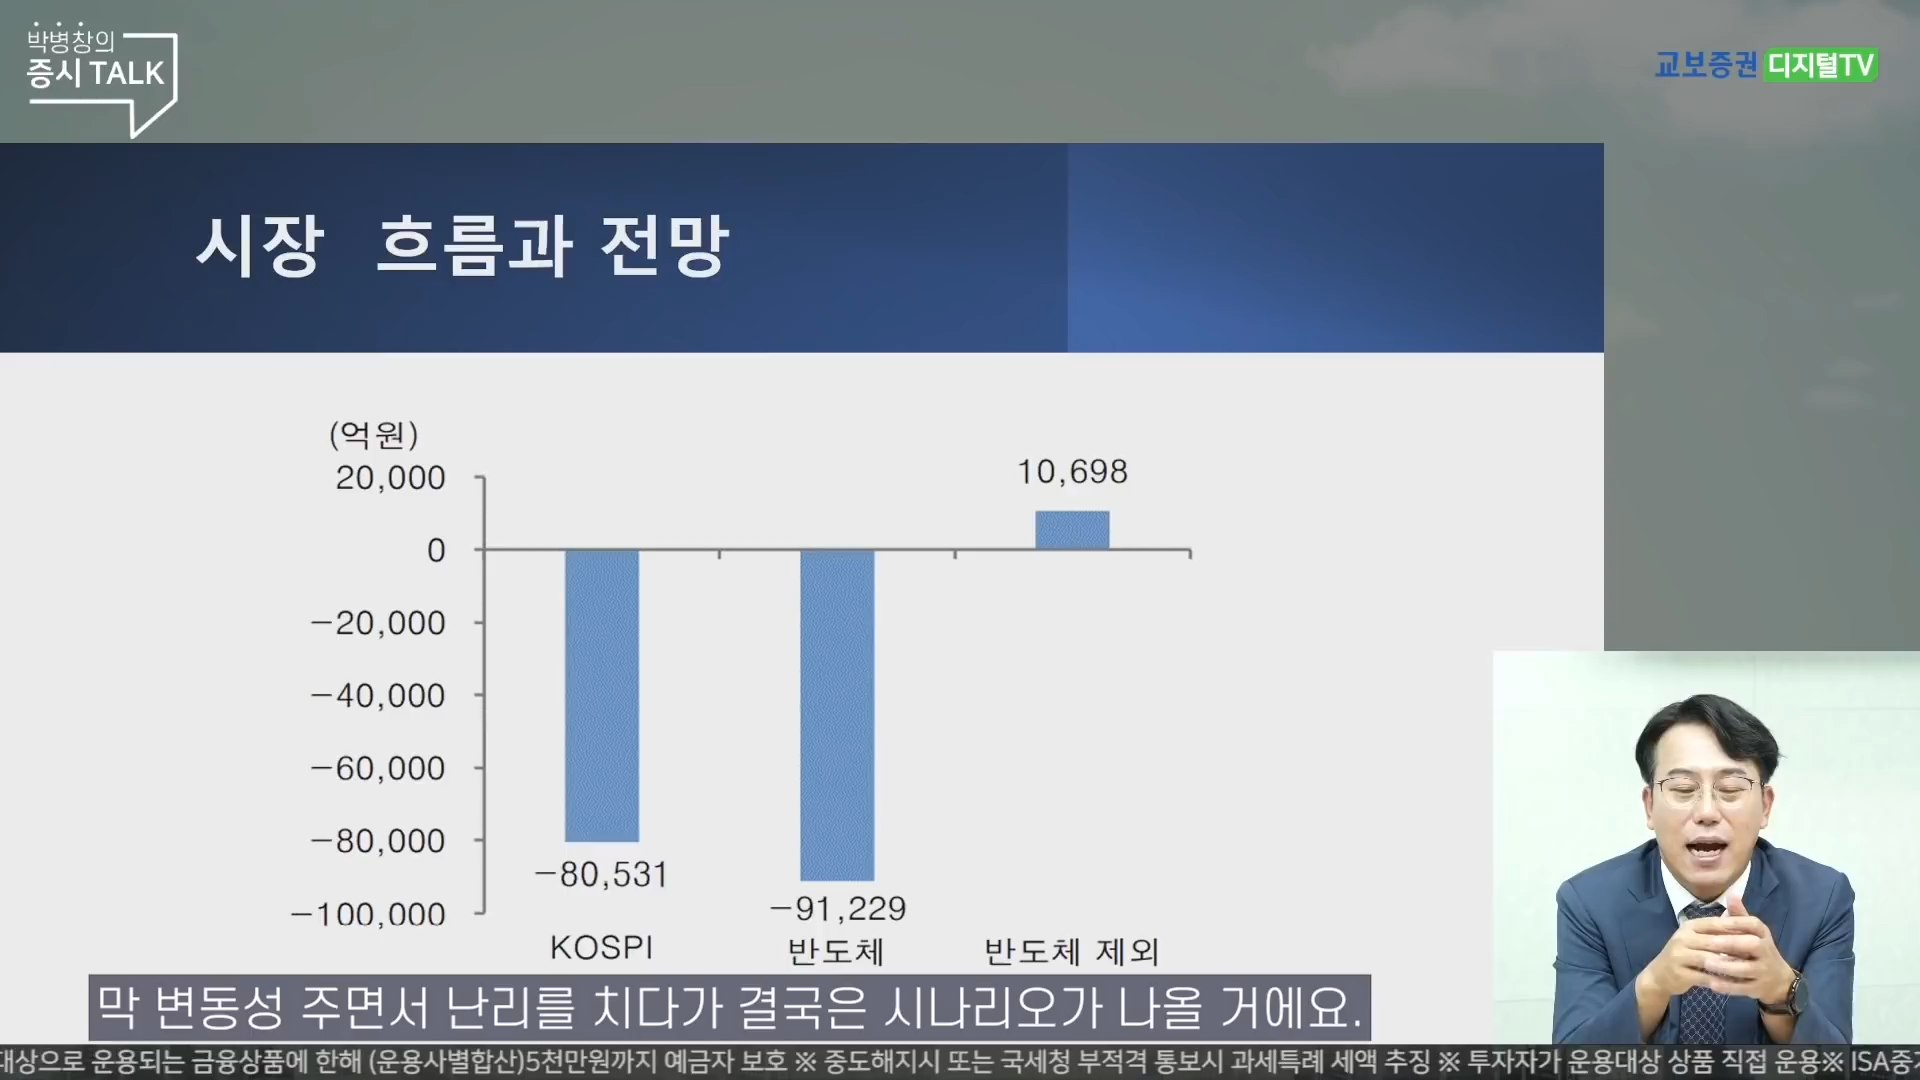 박병창의
증시 TALK
교보증권 디지털TV
시장 흐름과 전망
(억원)
20,000
10,698
0
-20,000
-40,000
-60,000
-80,000
-80,531
-91,229
-100,000
KOSPI
반도체
반도체 제외
막 변동성 주면서 난리를 치다가 결국은 시나리오가 나올 거에요.
대상으로 운용되는 금융상품에 한해 (운용사별합산)5천만원까지 예금자 보호 ※ 중도해지시 또는 국세청 부적격 통보시 과세특례 세액 추징 ※ 투자자가 운용대상 상품 직접 운용※ ISA중